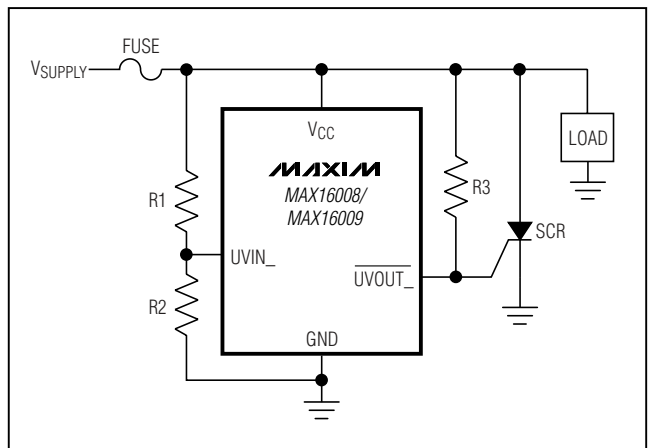 FUSE
VSUPPLY
VCC
LOAD
MAXIM
MAX16008/
MAX16009
R1
R3
SCR
UVIN_
UVOUT_
R2
GND